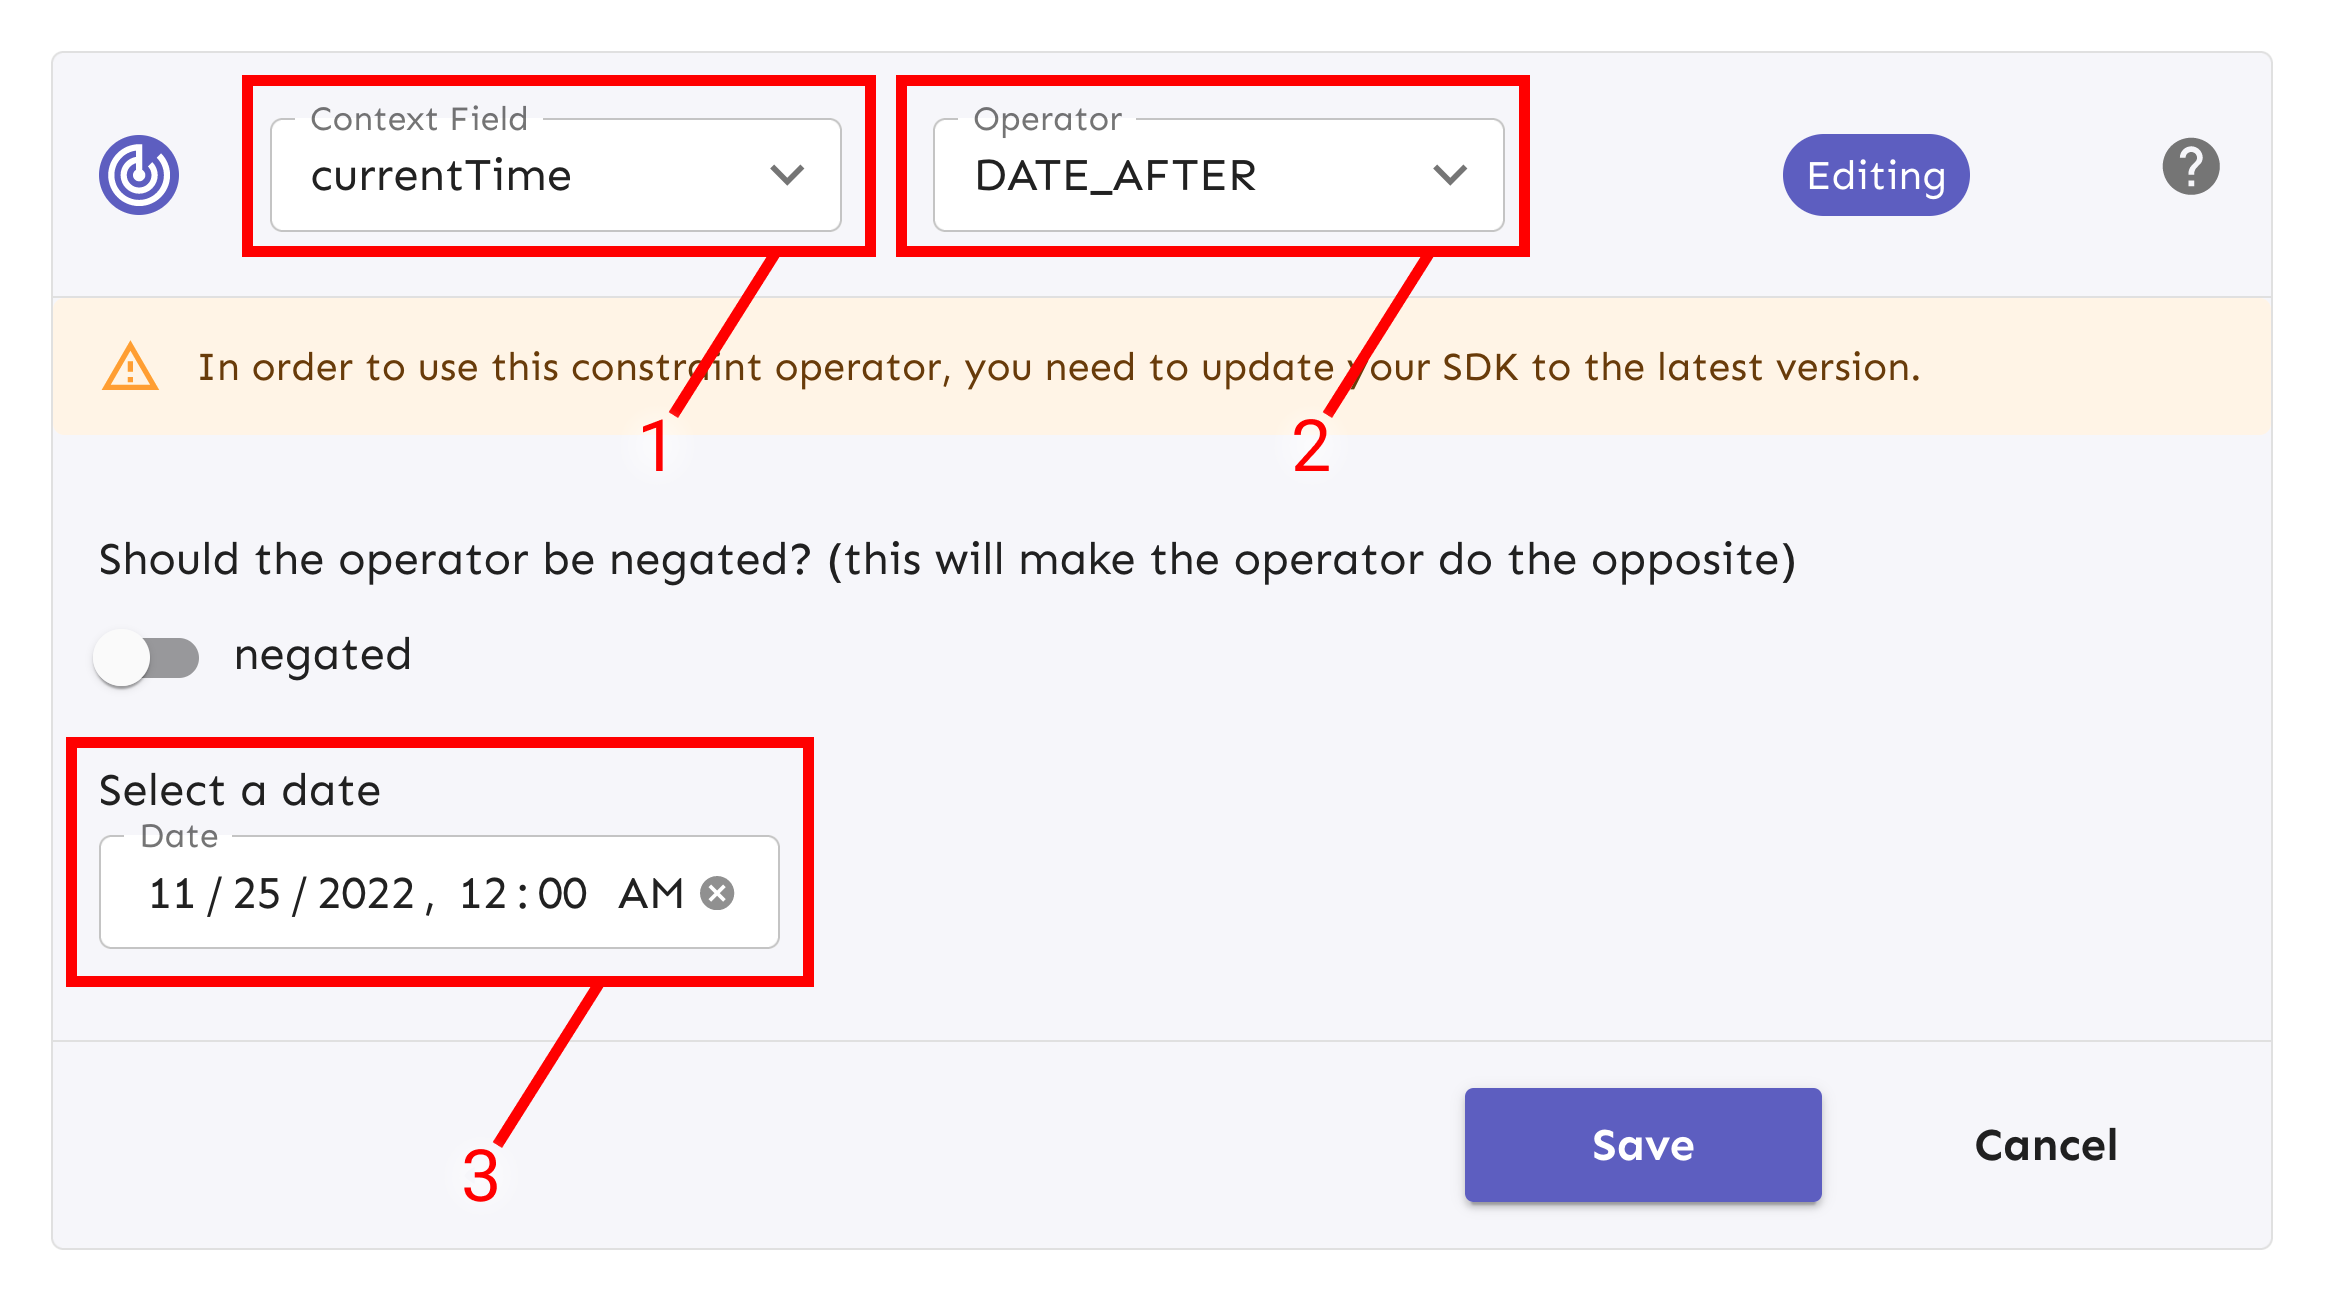 Context Field
currentTime
Operator
DATE_AFTER
Editing
In order to use this constraint operator, you need to update your SDK to the latest version.
1
2
Should the operator be negated? (this will make the operator do the opposite)
negated
Select a date
Date
11/25/2022, 12:00 AM
3
Save
Cancel